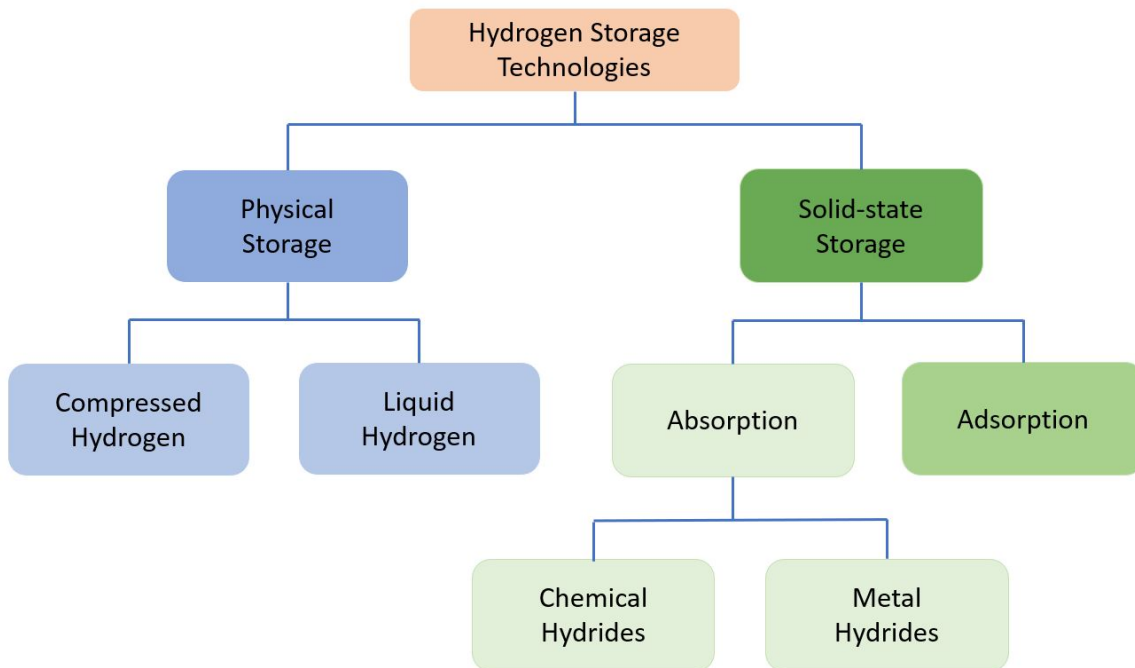 Hydrogen Storage
Technologies
Physical
Storage
Solid-state
Storage
Compressed
Hydrogen
Liquid
Hydrogen
Absorption
Adsorption
Chemical
Hydrides
Metal
Hydrides